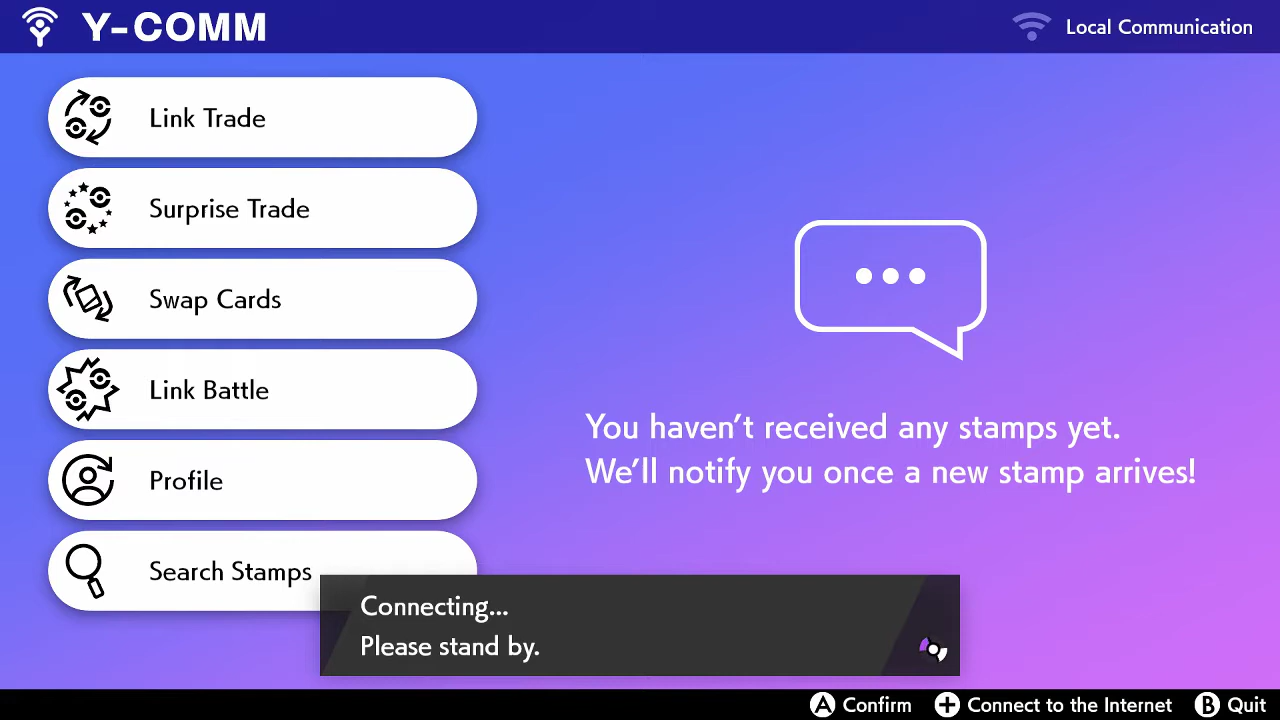 Y-COMM
Local Communication
Link Trade
Surprise Trade
Swap Cards
Link Battle
Profile
Search Stamps
You haven't received any stamps yet.
We'll notify you once a new stamp arrives!
Connecting...
Please stand by.
A Confirm
+ Connect to the Internet
B Quit